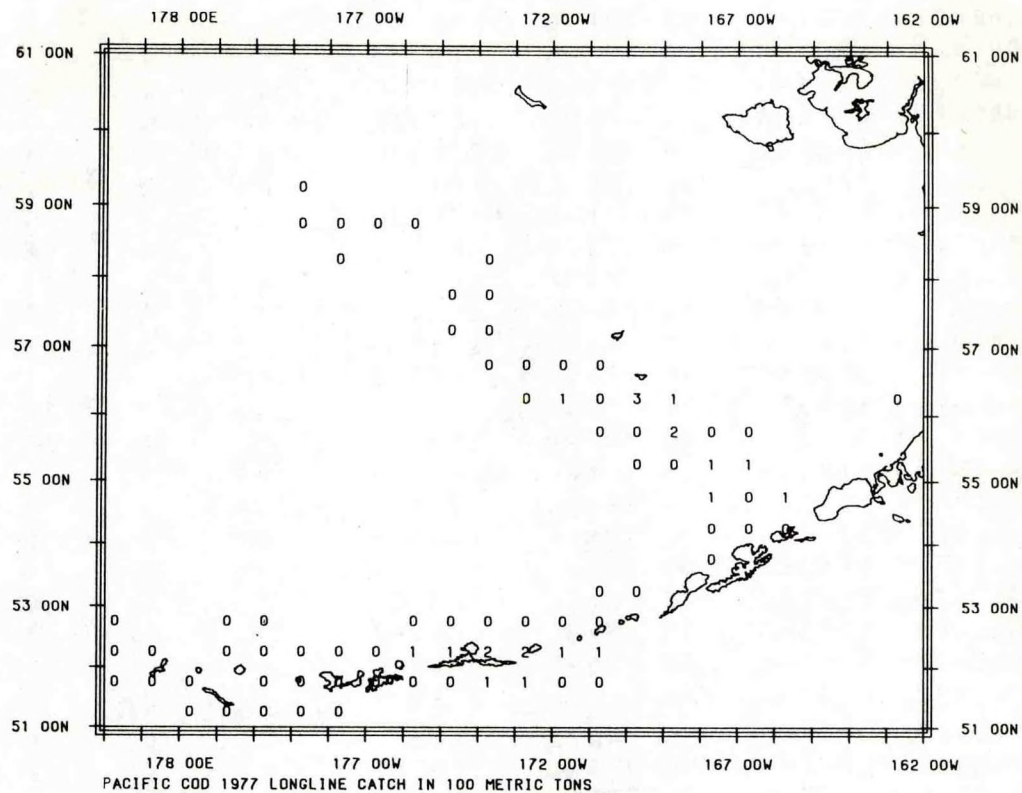 178 00E 177 00W 172 00W 167 00W 162 00W
61 00N 61 00N
0
59 00N 0 0 0 0 59 00N
0 0
0 0
57 00N 0 0 57 00N
0 0 0 0
0 1 0 3 1 0
0 0 2 0 0
0 0 1 1
55 00N 55 00N
1 0 1
0 0 0
0
0 0
53 00N 53 00N
0 0 0 0 0 0 0 0 0
0 0 0 0 0 0 0 1 1 2 2 1 1
0 0 0 0 0 0 0 0 0 0 1 1 0 0
0 0 0 0 0
51 00N 51 00N
178 00E 177 00W 172 00W 167 00W 162 00W
PACIFIC COD 1977 LONGLINE CATCH IN 100 METRIC TONS